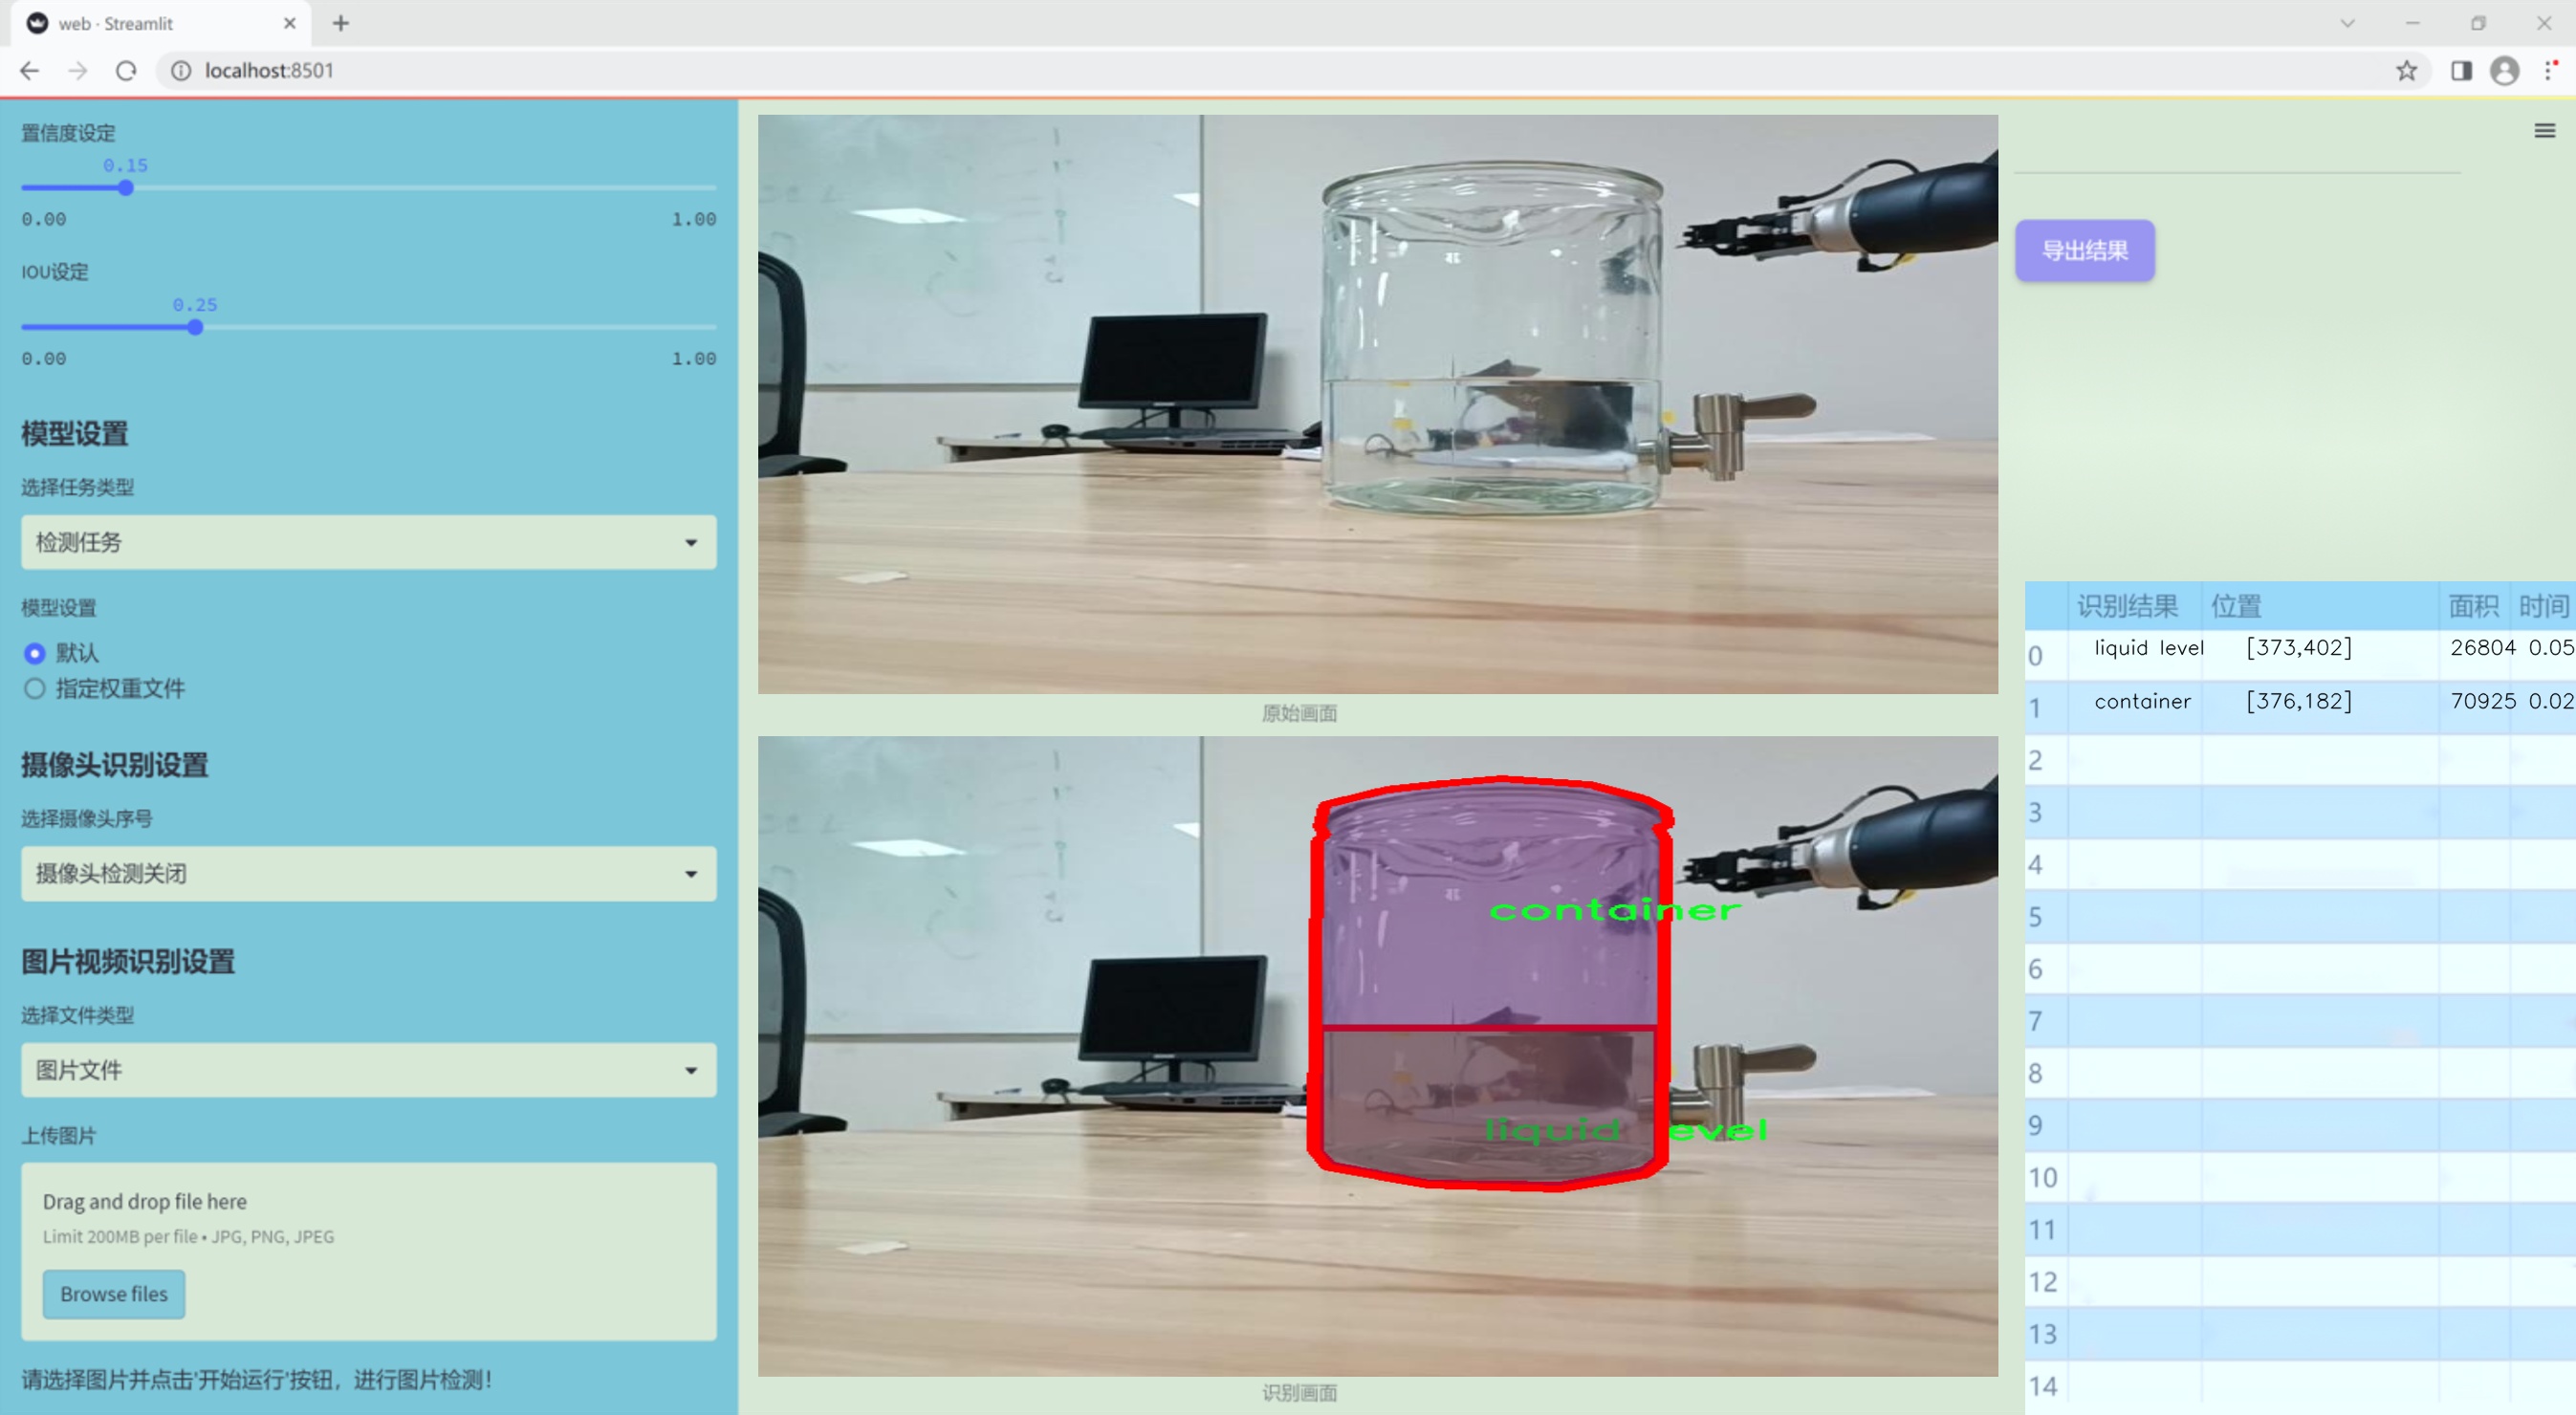 web · Streamlit
localhost:8501
置信度设定
0.15
0.00 1.00
IOU设定
0.25
0.00 1.00
模型设置
选择任务类型
检测任务
模型设置
默认
指定权重文件
摄像头识别设置
选择摄像头序号
摄像头检测关闭
图片视频识别设置
选择文件类型
图片文件
上传图片
Drag and drop file here
Limit 200MB per file • JPG, PNG, JPEG
Browse files
请选择图片并点击'开始运行'按钮，进行图片检测！
原始画面
container
liquid level
识别画面
导出结果
识别结果 位置 面积 时间
0 liquid level [373,402] 26804 0.05
1 container [376,182] 70925 0.02
2
3
4
5
6
7
8
9
10
11
12
13
14